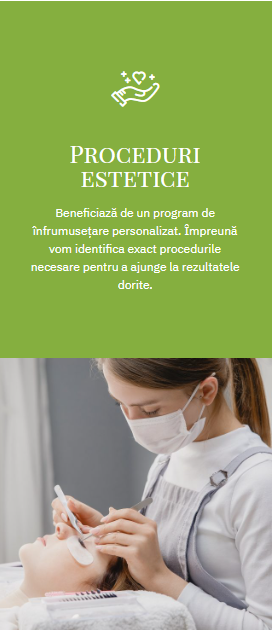 Proceduri
estetice
Beneficiază de un program de
înfrumusețare personalizat. Împreună
vom identifica exact procedurile
necesare pentru a ajunge la rezultatele
dorite.